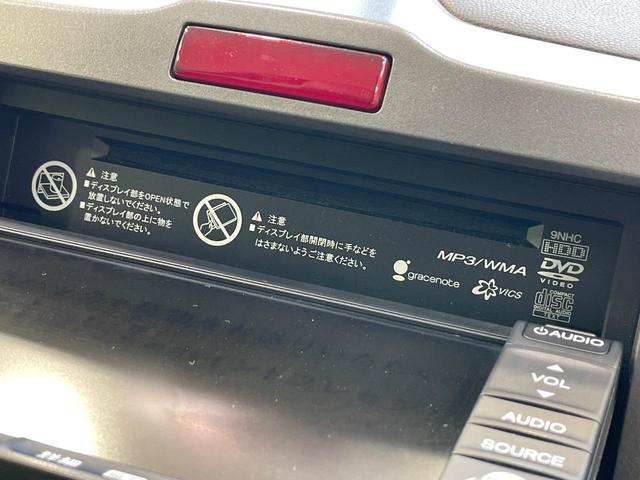 ⚠ 注意
■ディスプレイ部をOPEN状態で
放置しないでください。
■ディスプレイ部の上に物を
置かないでください。
⚠ 注意
■ディスプレイ部開閉時に手などを
はさまないようご注意ください。
MP3/WMA
gracenote
VICS
9NHC
HDD
DVD
VIDEO
COMPACT
disc
DIGITAL AUDIO
TEXT
AUDIO
VOL
AUDIO
SOURCE